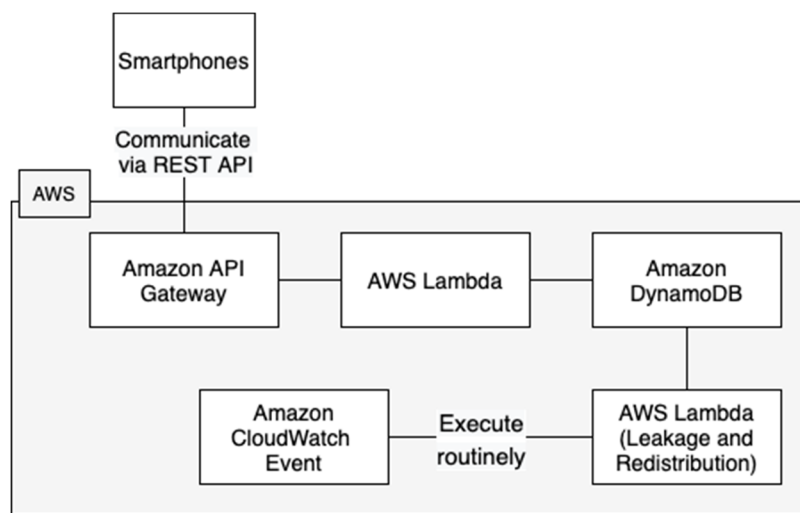 Smartphones
Communicate
via REST API
AWS
Amazon API
Gateway
AWS Lambda
Amazon
DynamoDB
Amazon
CloudWatch
Event
Execute
routinely
AWS Lambda
(Leakage and
Redistribution)